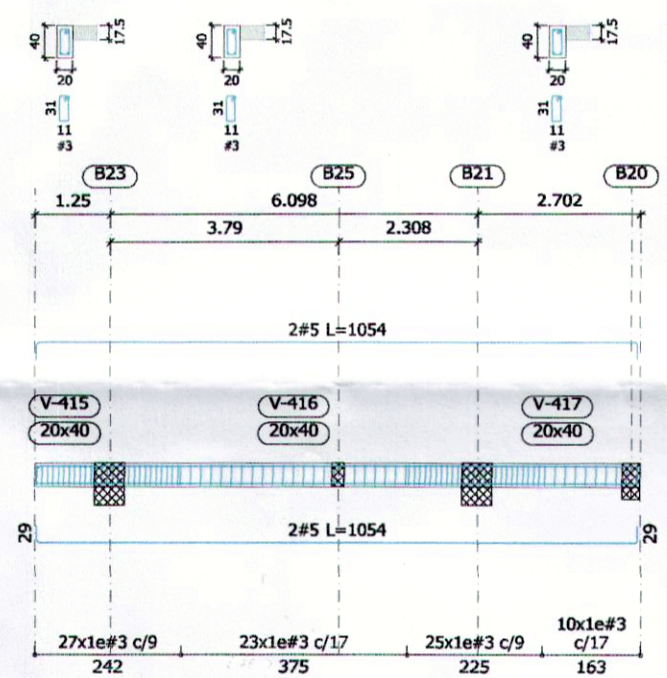 40 17.5 40 17.5 40 17.5
20 20 20
31 31 31
11 11 11
#3 #3 #3
B23 B25 B21 B20
1.25 6.098 2.702
3.79 2.308
2#5 L=1054
V-415 V-416 V-417
20x40 20x40 20x40
29 2#5 L=1054 29
27x1e#3 c/9 23x1e#3 c/17 25x1e#3 c/9 10x1e#3 c/17
242 375 225 163